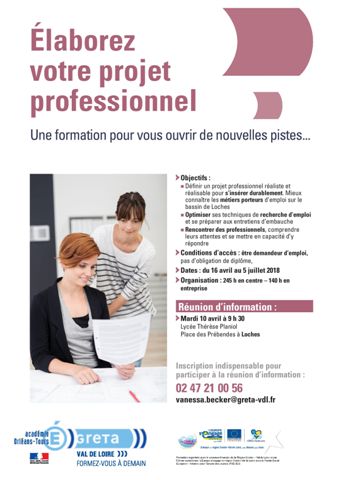 Élaborez
votre projet
professionnel
Une formation pour vous ouvrir de nouvelles pistes...
Objectifs :
Définir un projet professionnel réaliste et
réalisable pour s'insérer durablement. Mieux
connaître les métiers porteurs d'emploi sur le
bassin de Loches
Optimiser ses techniques de recherche d'emploi
et se préparer aux entretiens d'embauche
Rencontrer des professionnels, comprendre
leurs attentes et se mettre en capacité d'y
répondre
Conditions d'accès : être demandeur d'emploi,
pas d'obligation de diplôme,
Dates : du 16 avril au 5 juillet 2018
Organisation : 245 h en centre – 140 h en
entreprise
Réunion d'information :
Mardi 10 avril à 9 h 30
Lycée Thérèse Planiol
Place des Prébendes à Loches
Inscription indispensable pour
participer à la réunion d'information :
02 47 21 00 56
vanessa.becker@greta-vdl.fr
académie
Orléans-Tours
Greta
VAL DE LOIRE
FORMEZ-VOUS À DEMAIN